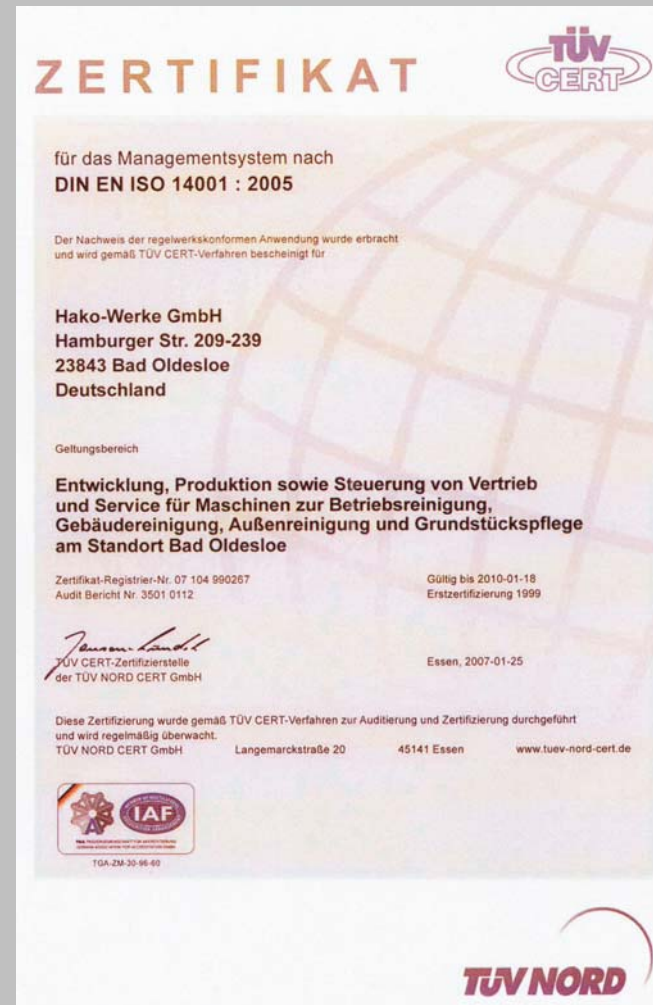 ZERTIFIKAT
TÜV
CERT
für das Managementsystem nach
DIN EN ISO 14001 : 2005
Der Nachweis der regelwerkskonformen Anwendung wurde erbracht
und wird gemäß TÜV CERT-Verfahren bescheinigt für
Hako-Werke GmbH
Hamburger Str. 209-239
23843 Bad Oldesloe
Deutschland
Geltungsbereich
Entwicklung, Produktion sowie Steuerung von Vertrieb
und Service für Maschinen zur Betriebsreinigung,
Gebäudereinigung, Außenreinigung und Grundstückspflege
am Standort Bad Oldesloe
Zertifikat-Registrier-Nr. 07 104 990267
Audit Bericht Nr. 3501 0112
Gültig bis 2010-01-18
Erstzertifizierung 1999
TÜV CERT-Zertifizierstelle
der TÜV NORD CERT GmbH
Essen, 2007-01-25
Diese Zertifizierung wurde gemäß TÜV CERT-Verfahren zur Auditierung und Zertifizierung durchgeführt
und wird regelmäßig überwacht.
TÜV NORD CERT GmbH Langemarckstraße 20 45141 Essen www.tuev-nord-cert.de
IAF
TGA-ZM-30-96-60
TÜV NORD